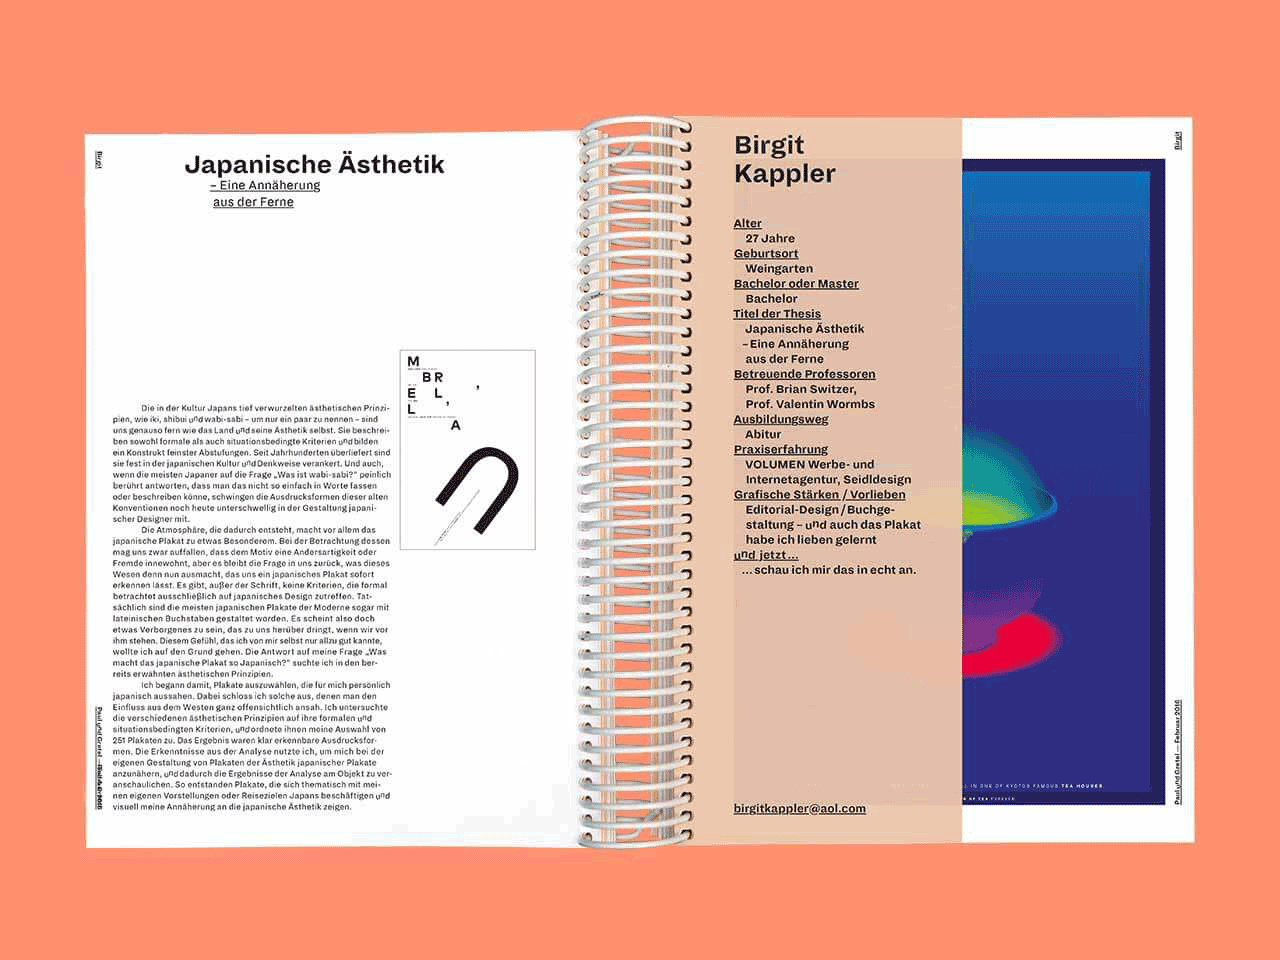 Birgit
Japanische Ästhetik
– Eine Annäherung
aus der Ferne
Die in der Kultur Japans tief verwurzelten ästhetischen Prinzi-
pien, wie iki, shibui und wabi-sabi – um nur ein paar zu nennen – sind
uns genauso fern wie das Land und seine Ästhetik selbst. Sie beschrei-
ben sowohl formale als auch situationsbedingte Kriterien und bilden
ein Konstrukt feinster Abstufungen. Seit Jahrhunderten überliefert sind
sie fest in der japanischen Kultur und Denkweise verankert. Und auch,
wenn die meisten Japaner auf die Frage „Was ist wabi-sabi?“ peinlich
berührt antworten, dass man das nicht so einfach in Worte fassen
oder beschreiben könne, schwingen die Ausdrucksformen dieser alten
Konventionen noch heute unterschwellig in der Gestaltung japani-
scher Designer mit.
Die Atmosphäre, die dadurch entsteht, macht vor allem das
japanische Plakat zu etwas Besonderem. Bei der Betrachtung dessen
mag uns zwar auffallen, dass dem Motiv eine Andersartigkeit oder
Fremde innewohnt, aber es bleibt die Frage in uns zurück, was dieses
Wesen denn nun ausmacht, das uns ein japanisches Plakat sofort
erkennen lässt. Es gibt, außer der Schrift, keine Kriterien, die formal
betrachtet ausschließlich auf japanisches Design zutreffen. Tat-
sächlich sind die meisten japanischen Plakate der Moderne sogar mit
lateinischen Buchstaben gestaltet worden. Es scheint also doch
etwas Verborgenes zu sein, das zu uns herüber dringt, wenn wir vor
ihm stehen. Diesem Gefühl, das ich von mir selbst nur allzu gut kannte,
wollte ich auf den Grund gehen. Die Antwort auf meine Frage „Was
macht das japanische Plakat so Japanisch?“ suchte ich in den ber-
reits erwähnten ästhetischen Prinzipien.
Ich begann damit, Plakate auszuwählen, die für mich persönlich
japanisch aussahen. Dabei schloss ich solche aus, denen man den
Einfluss aus dem Westen ganz offensichtlich ansah. Ich untersuchte
die verschiedenen ästhetischen Prinzipien auf ihre formalen und
situationsbedingten Kriterien, und ordnete ihnen meine Auswahl von
251 Plakaten zu. Das Ergebnis waren klar erkennbare Ausdrucksfor-
men. Die Erkenntnisse aus der Analyse nutzte ich, um mich bei der
eigenen Gestaltung von Plakaten der Ästhetik japanischer Plakate
anzunähern, und dadurch die Ergebnisse der Analyse am Objekt zu ver-
anschaulichen. So entstanden Plakate, die sich thematisch mit mei-
nen eigenen Vorstellungen oder Reisezielen Japans beschäftigen und
visuell meine Annäherung an die japanische Ästhetik zeigen.
M
BR
E L,
L
A
Paul und Gretel —
Birgit
Kappler
Alter
27 Jahre
Geburtsort
Weingarten
Bachelor oder Master
Bachelor
Titel der Thesis
Japanische Ästhetik
– Eine Annäherung
aus der Ferne
Betreuende Professoren
Prof. Brian Switzer,
Prof. Valentin Wormbs
Ausbildungsweg
Abitur
Praxiserfahrung
VOLUMEN Werbe- und
Internetagentur, Seidldesign
Grafische Stärken / Vorlieben
Editorial-Design / Buchge-
staltung – und auch das Plakat
habe ich lieben gelernt
und jetzt ...
... schau ich mir das in echt an.
birgitkappler@aol.com
IN ONE OF KYOTOS FAMOUS TEA HOUSES
OF TEA FOREVER
Birgit
Paul und Gretel — Februar 2016